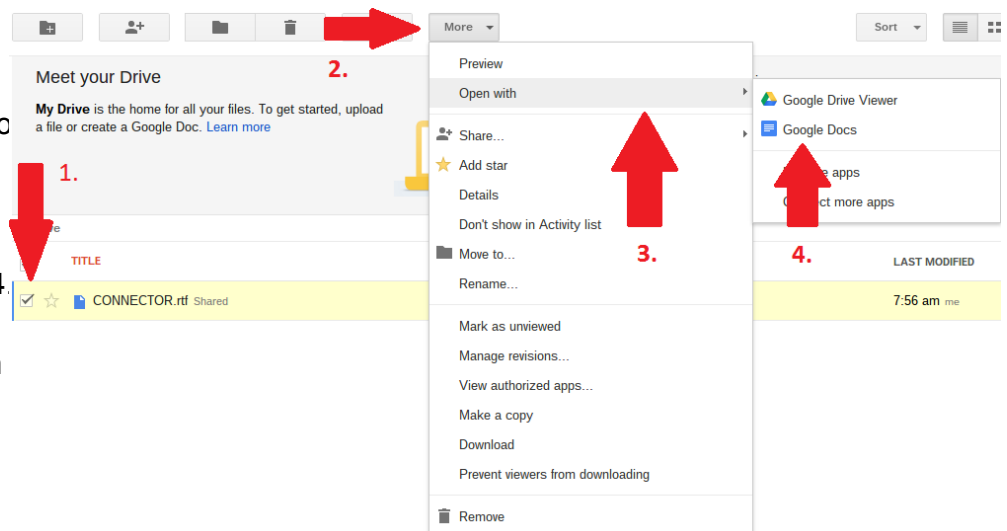 More
Sort
2.
Meet your Drive
My Drive is the home for all your files. To get started, upload
a file or create a Google Doc. Learn more
1.
TITLE
LAST MODIFIED
CONNECTOR.rtf Shared
7:56 am me
Preview
Open with
Share...
Add star
Details
Don't show in Activity list
Move to...
Rename...
Mark as unviewed
Manage revisions...
View authorized apps...
Make a copy
Download
Prevent viewers from downloading
Remove
3.
Google Drive Viewer
Google Docs
apps
more apps
4.